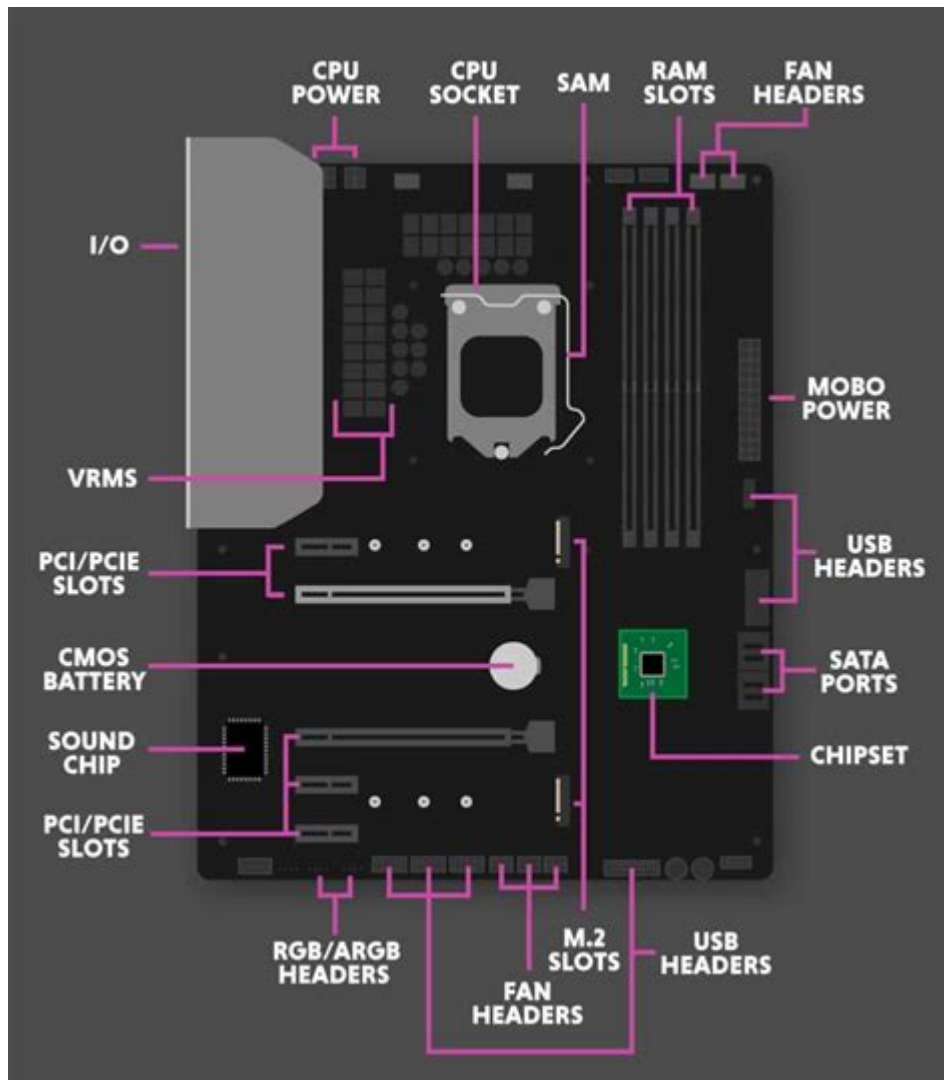 CPU
POWER
CPU
SOCKET
SAM
RAM
SLOTS
FAN
HEADERS
I/O
MOBO
POWER
VRMS
PCI/PCIE
SLOTS
USB
HEADERS
CMOS
BATTERY
SATA
PORTS
SOUND
CHIP
CHIPSET
PCI/PCIE
SLOTS
RGB/ARGB
HEADERS
M.2
SLOTS
USB
HEADERS
FAN
HEADERS